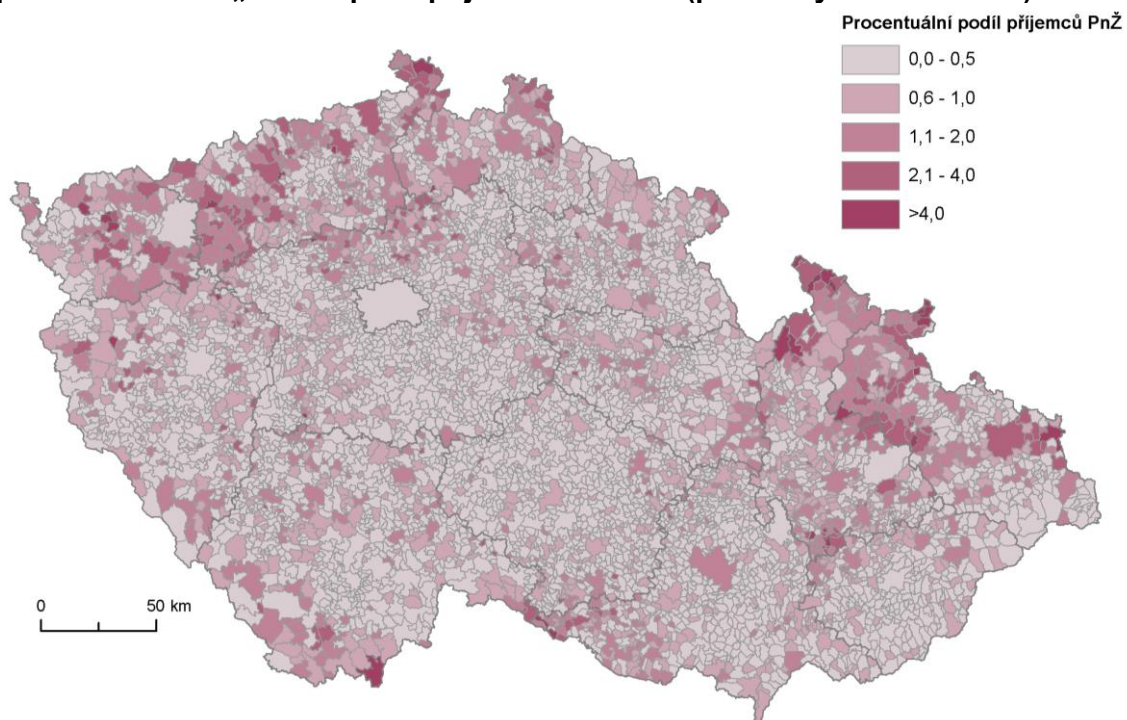 Procentuální podíl příjemců PnŽ
0,0 - 0,5
0,6 - 1,0
1,1 - 2,0
2,1 - 4,0
>4,0
0 50 km